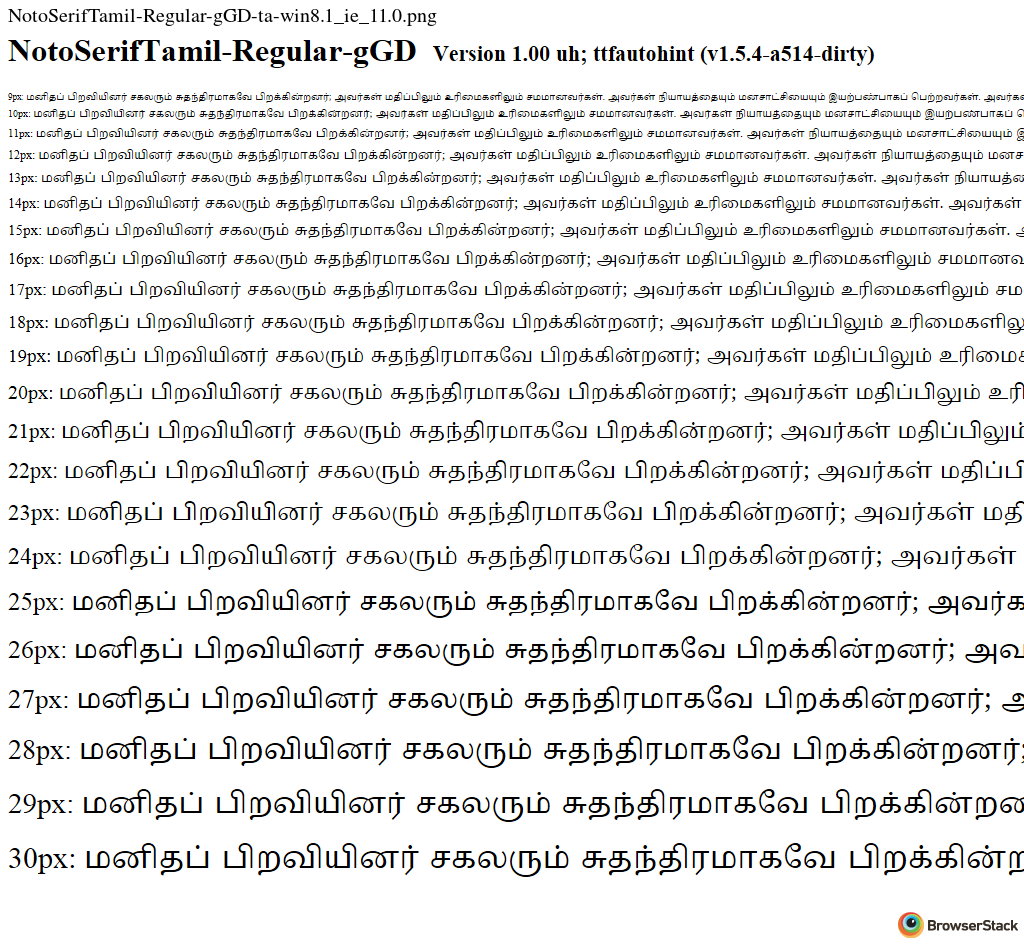 NotoSerifTamil-Regular-gGD-ta-win8.1_ie_11.0.png
NotoSerifTamil-Regular-gGD Version 1.00 uh; ttfautohint (v1.5.4-a514-dirty)
9px: மனிதப் பிறவியினர் சகலரும் சுதந்திரமாகவே பிறக்கின்றனர்; அவர்கள் மதிப்பிலும் உரிமைகளிலும் சமமானவர்கள். அவர்கள் நியாயத்தையும் மனசாட்சியையும் இயற்பண்பாகப் பெற்றவர்கள்.
10px: மனிதப் பிறவியினர் சகலரும் சுதந்திரமாகவே பிறக்கின்றனர்; அவர்கள் மதிப்பிலும் உரிமைகளிலும் சமமானவர்கள். அவர்கள் நியாயத்தையும் மனசாட்சியையும் இயற்பண்பாகப்
11px: மனிதப் பிறவியினர் சகலரும் சுதந்திரமாகவே பிறக்கின்றனர்; அவர்கள் மதிப்பிலும் உரிமைகளிலும் சமமானவர்கள். அவர்கள் நியாயத்தையும் மனசாட்சியையும்
12px: மனிதப் பிறவியினர் சகலரும் சுதந்திரமாகவே பிறக்கின்றனர்; அவர்கள் மதிப்பிலும் உரிமைகளிலும் சமமானவர்கள். அவர்கள் நியாயத்தையும் மனச
13px: மனிதப் பிறவியினர் சகலரும் சுதந்திரமாகவே பிறக்கின்றனர்; அவர்கள் மதிப்பிலும் உரிமைகளிலும் சமமானவர்கள். அவர்கள்
14px: மனிதப் பிறவியினர் சகலரும் சுதந்திரமாகவே பிறக்கின்றனர்; அவர்கள் மதிப்பிலும் உரிமைகளிலும் சமமானவர்கள். அவர்கள்
15px: மனிதப் பிறவியினர் சகலரும் சுதந்திரமாகவே பிறக்கின்றனர்; அவர்கள் மதிப்பிலும் உரிமைகளிலும் சமமானவர்கள்.
16px: மனிதப் பிறவியினர் சகலரும் சுதந்திரமாகவே பிறக்கின்றனர்; அவர்கள் மதிப்பிலும் உரிமைகளிலும் சமமானவ
17px: மனிதப் பிறவியினர் சகலரும் சுதந்திரமாகவே பிறக்கின்றனர்; அவர்கள் மதிப்பிலும் உரிமைகளிலும் சம
18px: மனிதப் பிறவியினர் சகலரும் சுதந்திரமாகவே பிறக்கின்றனர்; அவர்கள் மதிப்பிலும் உரிமைகளிலு
19px: மனிதப் பிறவியினர் சகலரும் சுதந்திரமாகவே பிறக்கின்றனர்; அவர்கள் மதிப்பிலும் உரிமைக
20px: மனிதப் பிறவியினர் சகலரும் சுதந்திரமாகவே பிறக்கின்றனர்; அவர்கள் மதிப்பிலும் உரி
21px: மனிதப் பிறவியினர் சகலரும் சுதந்திரமாகவே பிறக்கின்றனர்; அவர்கள் மதிப்பிலும்
22px: மனிதப் பிறவியினர் சகலரும் சுதந்திரமாகவே பிறக்கின்றனர்; அவர்கள் மதிப்பி
23px: மனிதப் பிறவியினர் சகலரும் சுதந்திரமாகவே பிறக்கின்றனர்; அவர்கள் மதி
24px: மனிதப் பிறவியினர் சகலரும் சுதந்திரமாகவே பிறக்கின்றனர்; அவர்கள்
25px: மனிதப் பிறவியினர் சகலரும் சுதந்திரமாகவே பிறக்கின்றனர்; அவர்க
26px: மனிதப் பிறவியினர் சகலரும் சுதந்திரமாகவே பிறக்கின்றனர்; அவ
27px: மனிதப் பிறவியினர் சகலரும் சுதந்திரமாகவே பிறக்கின்றனர்;
28px: மனிதப் பிறவியினர் சகலரும் சுதந்திரமாகவே பிறக்கின்றனர்;
29px: மனிதப் பிறவியினர் சகலரும் சுதந்திரமாகவே பிறக்கின்றன
30px: மனிதப் பிறவியினர் சகலரும் சுதந்திரமாகவே பிறக்கின்ற
BrowserStack